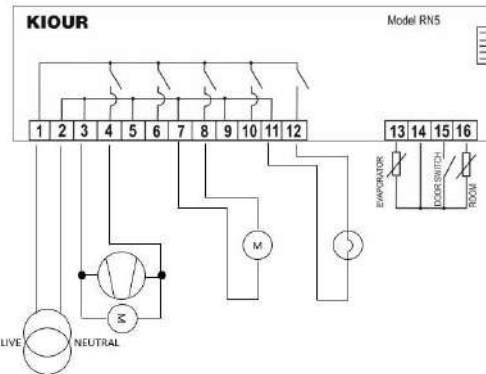 KIOUR
Model RN5
1 2 3 4 5 6 7 8 9 10 11 12
13 14 15 16
EVAPORATOR
DOOR SWITCH
ROOM
M
M
LIVE
NEUTRAL